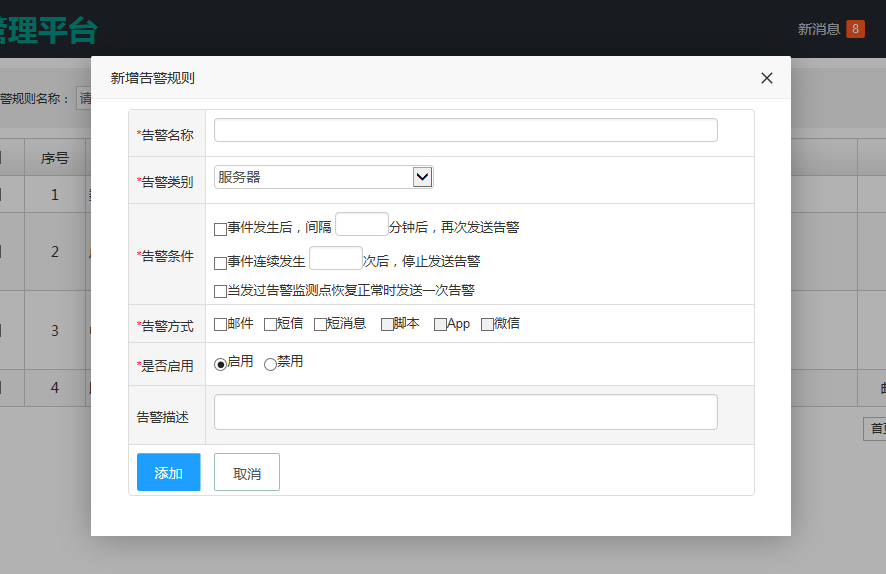 管理平台
新消息 8
新增告警规则
警规则名称： 请
*告警名称
序号
*告警类别 服务器
1
*告警条件
事件发生后，间隔 分钟后，再次发送告警
2
事件连续发生 次后，停止发送告警
当发过告警监测点恢复正常时发送一次告警
3
*告警方式 邮件 短信 短消息 脚本 App 微信
*是否启用 启用 禁用
4
告警描述
首页
添加 取消